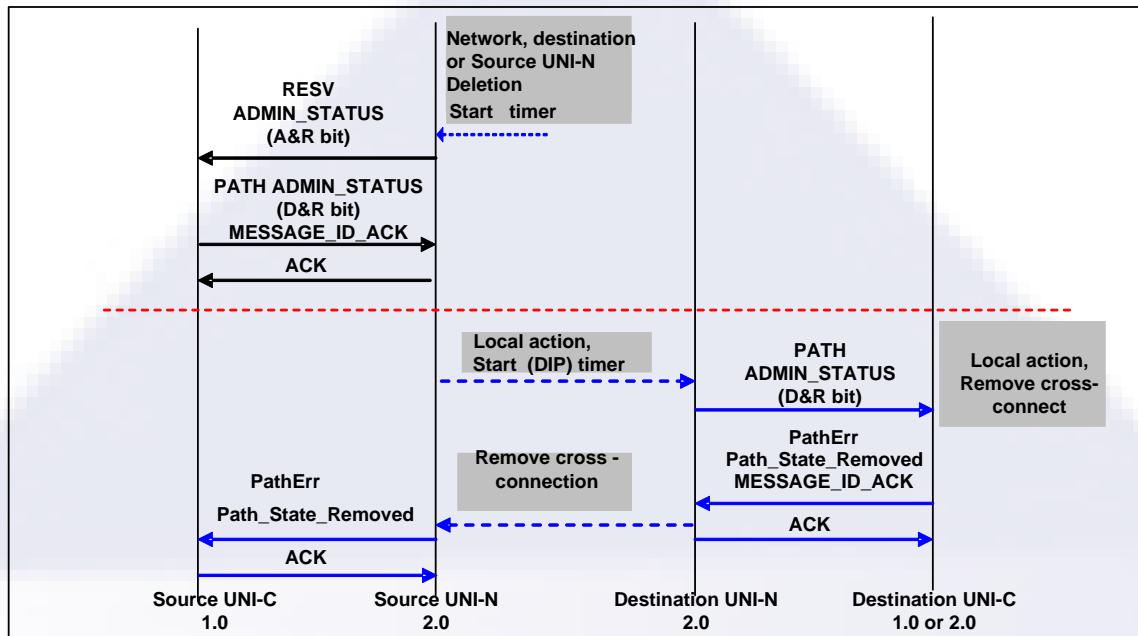 Network, destination
or Source UNI-N
Deletion
Start timer
RESV
ADMIN_STATUS
(A&R bit)
PATH ADMIN_STATUS
(D&R bit)
MESSAGE_ID_ACK
ACK
Local action,
Start (DIP) timer
PATH
ADMIN_STATUS
(D&R bit)
Local action,
Remove cross-
connect
PathErr
Path_State_Removed
MESSAGE_ID_ACK
Remove cross -
connection
PathErr
Path_State_Removed
ACK
ACK
Source UNI-C
1.0
Source UNI-N
2.0
Destination UNI-N
2.0
Destination UNI-C
1.0 or 2.0